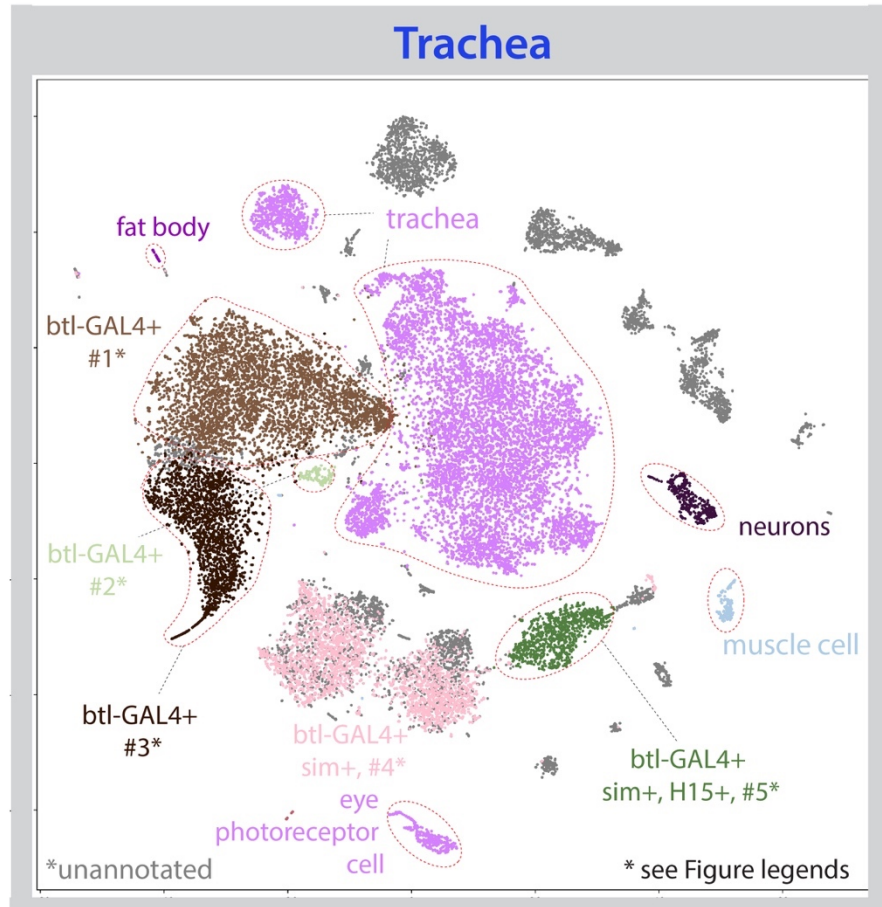 Trachea
trachea
fat body
btl-GAL4+
#1*
neurons
btl-GAL4+
#2*
muscle cell
btl-GAL4+
#3*
btl-GAL4+
sim+, #4*
btl-GAL4+
sim+, H15+, #5*
eye
photoreceptor
cell
*unannotated
* see Figure legends